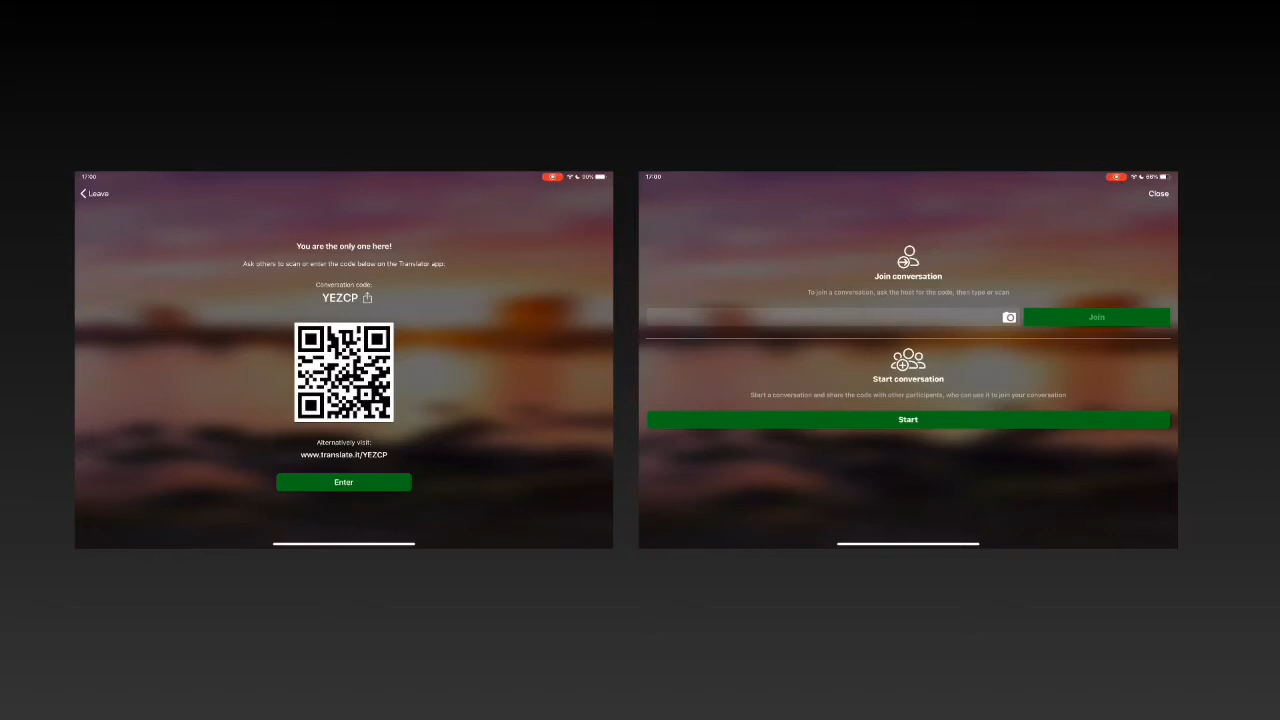 17:00
90%
Leave
You are the only one here!
Ask others to scan or enter the code below on the Translator app:
Conversation code:
YEZCP
Alternatively visit:
www.translate.it/YEZCP
Enter
17:00
66%
Close
Join conversation
To join a conversation, ask the host for the code, then type or scan
Join
Start conversation
Start a conversation and share the code with other participants, who can use it to join your conversation
Start